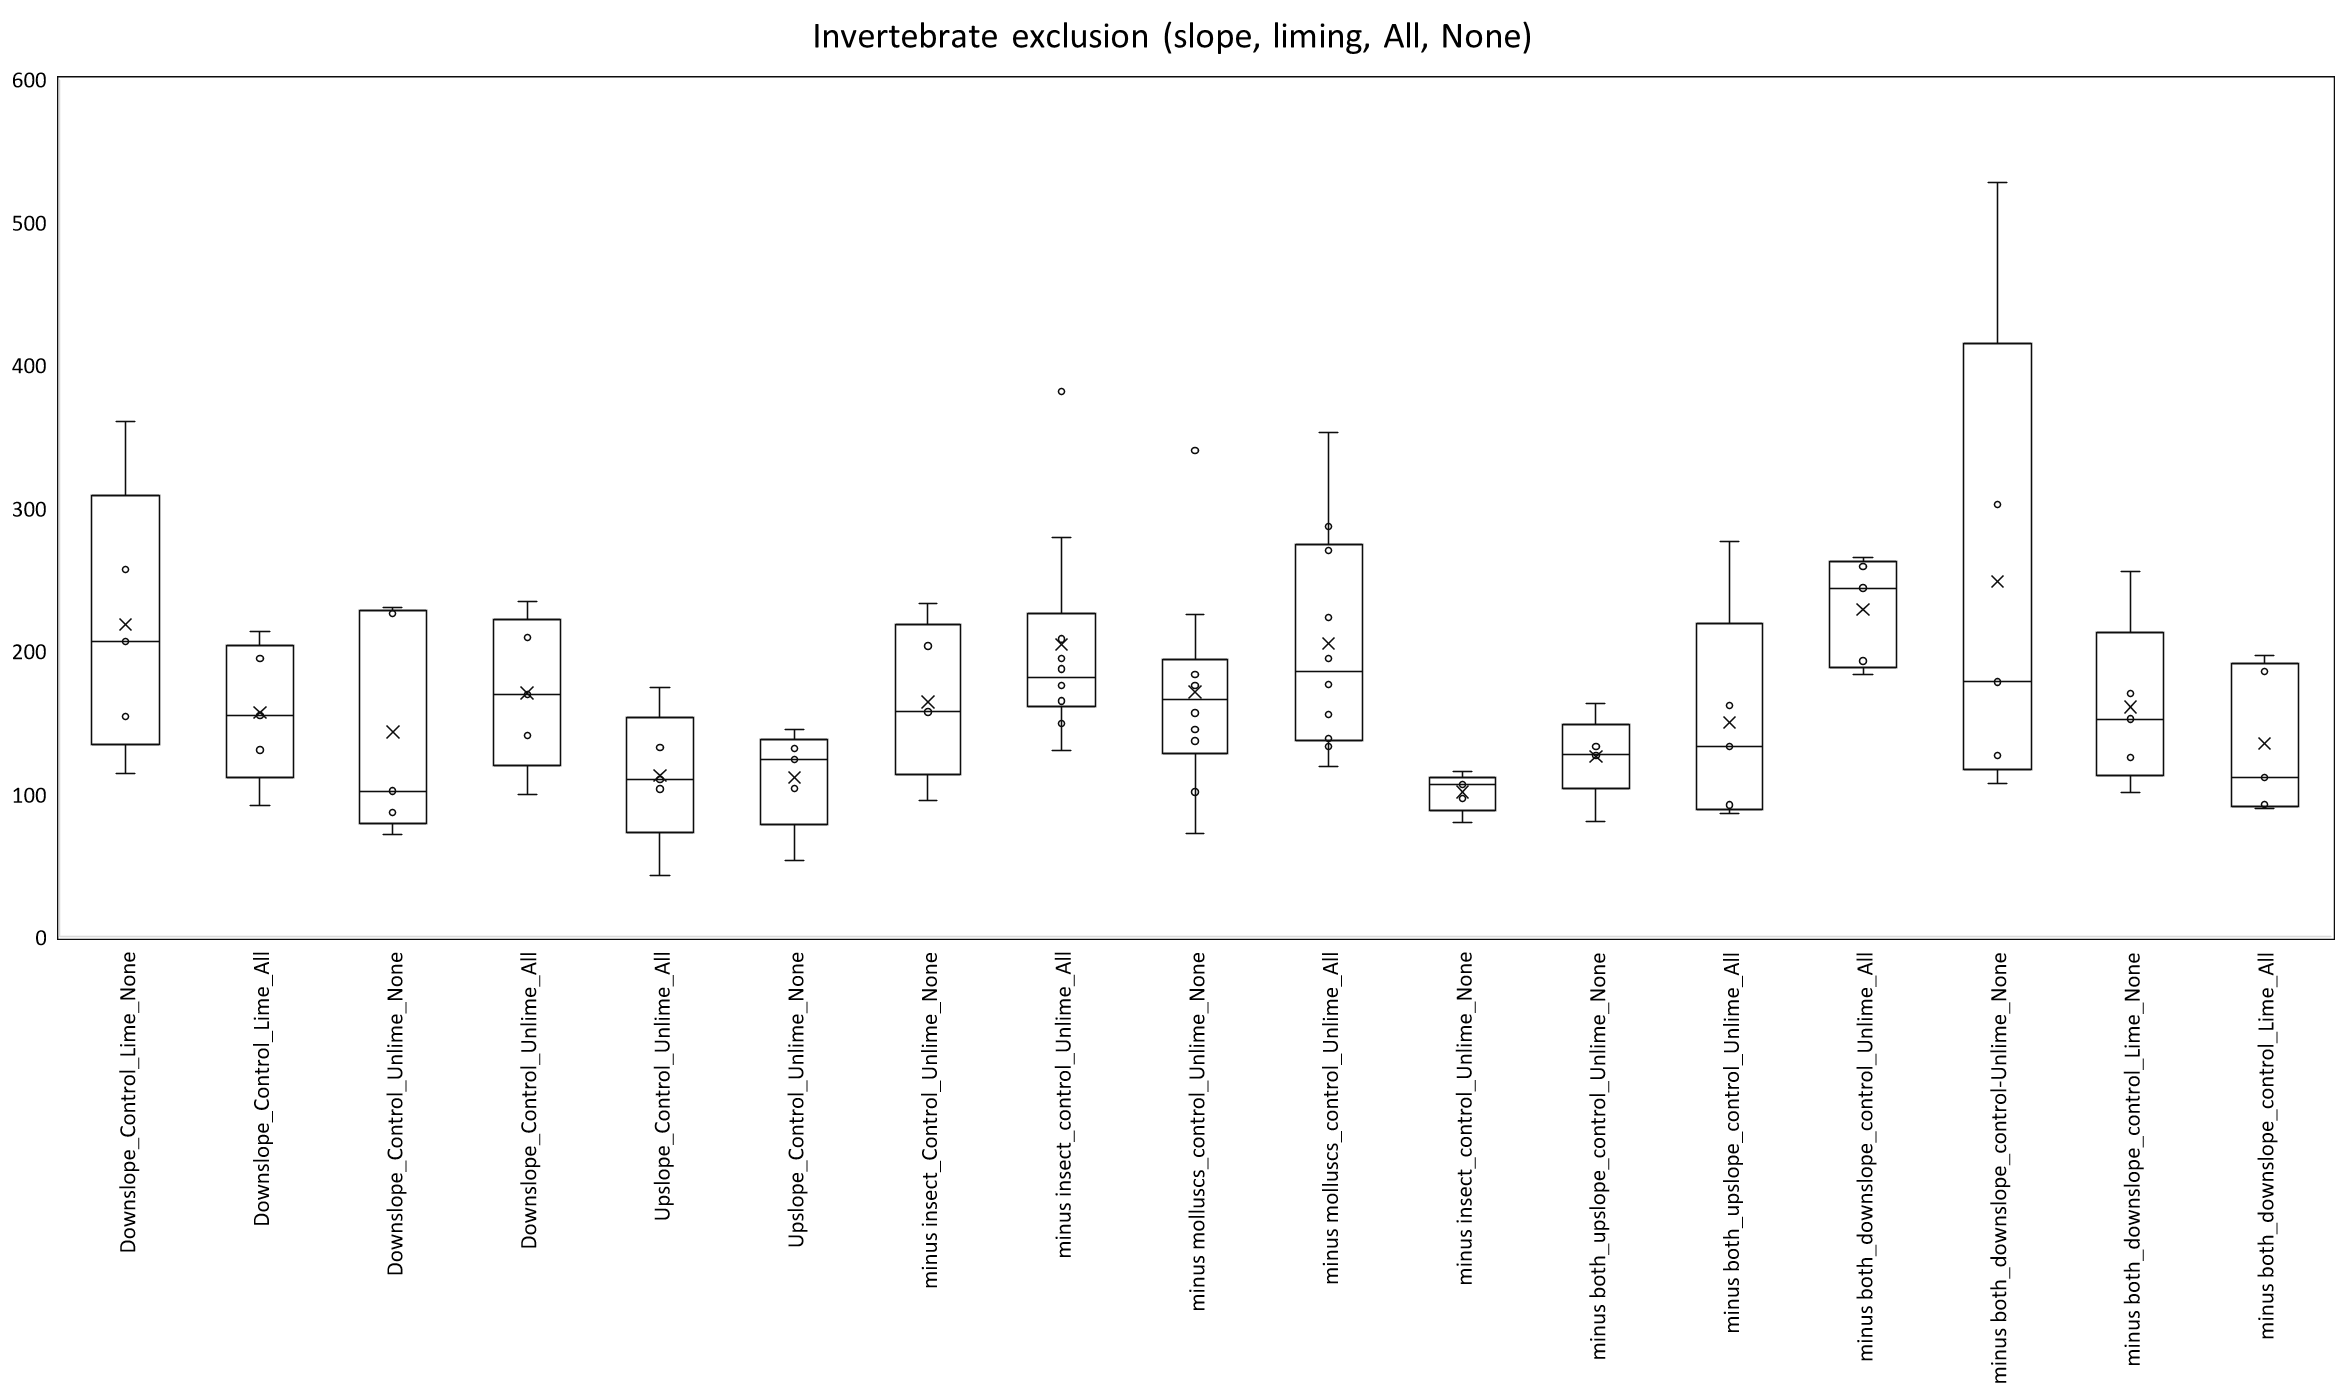 Invertebrate exclusion (slope, liming, All, None)
600
500
400
300
200
100
0
Downslope_Control_Lime_None
Downslope_Control_Lime_All
Downslope_Control_Unlime_None
Downslope_Control_Unlime_All
Upslope_Control_Unlime_All
Upslope_Control_Unlime_None
minus insect_Control_Unlime_None
minus insect_control_Unlime_All
minus molluscs_control_Unlime_None
minus molluscs_control_Unlime_All
minus insect_control_Unlime_None
minus both_upslope_control_Unlime_None
minus both_upslope_control_Unlime_All
minus both_downslope_control_Unlime_All
minus both_downslope_control-Unlime_None
minus both_downslope_control_Lime_None
minus both_downslope_control_Lime_All